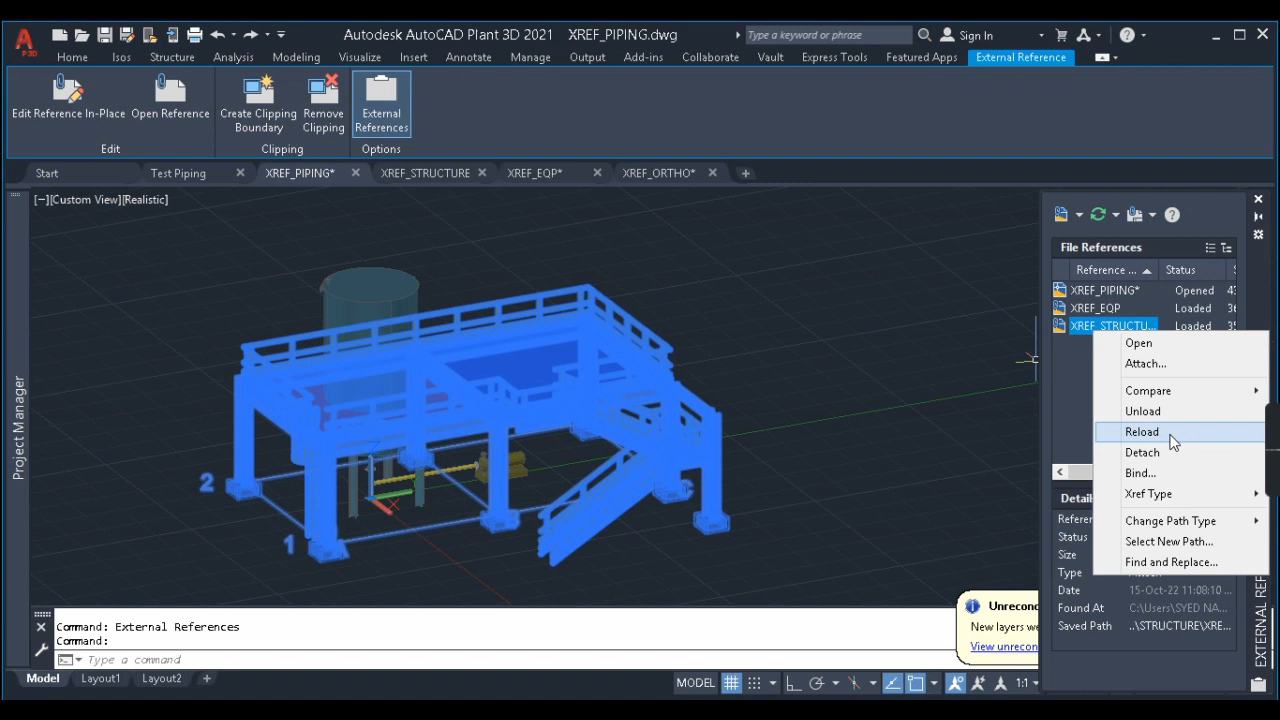 Autodesk AutoCAD Plant 3D 2021 XREF_PIPING.dwg
Type a keyword or phrase
Sign In
P3D
Home Isos Structure Analysis Modeling Visualize Insert Annotate Manage Output Add-ins Collaborate Vault Express Tools Featured Apps External Reference
Edit Reference In-Place
Open Reference
Create Clipping
Boundary
Remove
Clipping
External
References
Edit
Clipping
Options
Start
Test Piping
XREF_PIPING*
XREF_STRUCTURE
XREF_EQP*
XREF_ORTHO*
[−][Custom View][Realistic]
Project Manager
2
1
File References
Reference ... Status
XREF_PIPING* Opened
XREF_EQP Loaded
XREF_STRUCTU... Loaded
Open
Attach...
Compare
Unload
Reload
Detach
Bind...
Xref Type
Change Path Type
Select New Path...
Find and Replace...
Detail
Referen
Status
Size
Type
Date 15-Oct-22 11:08:10 ...
Found At C:\Users\SYED NA...
Saved Path ..\STRUCTURE\XRE...
EXTERNAL REF
Unrecon
New layers we
View unrecon
Command: External References
Command:
Type a command
Model
Layout1
Layout2
MODEL
1:1